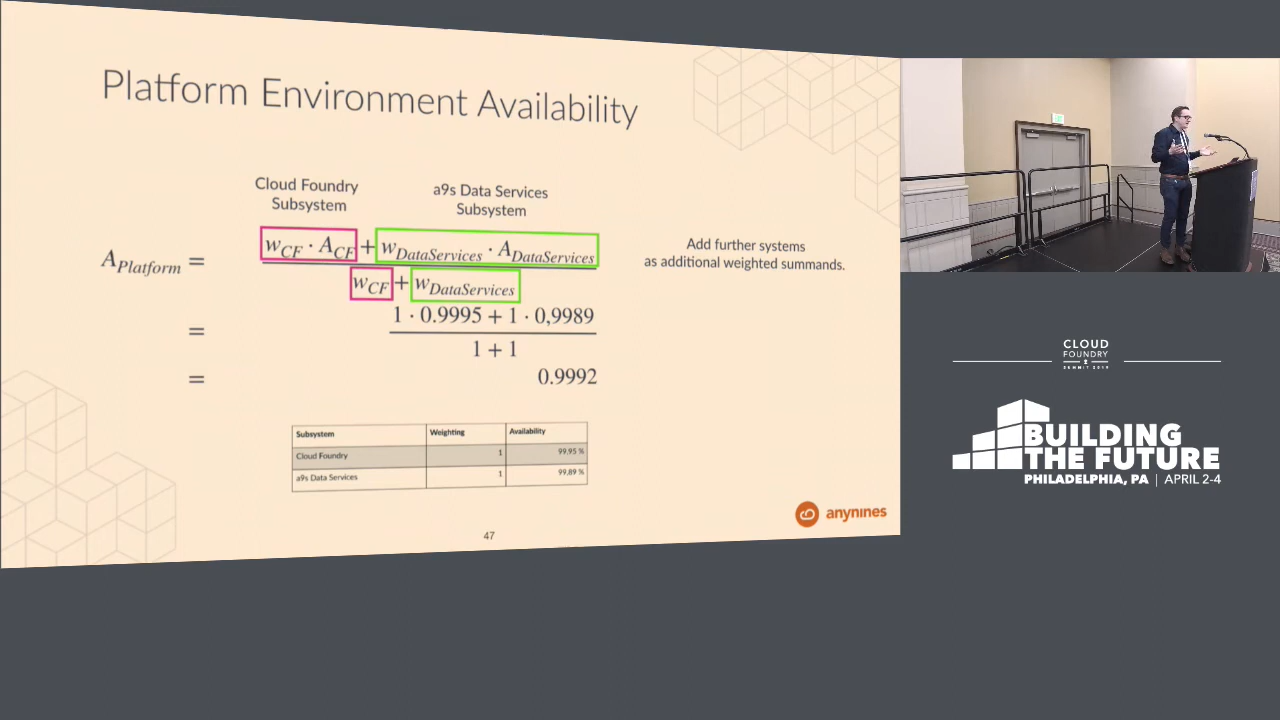 Platform Environment Availability
Cloud Foundry
Subsystem
a9s Data Services
Subsystem
A_Platform = (w_CF · A_CF + w_DataServices · A_DataServices) / (w_CF + w_DataServices)
Add further systems
as additional weighted summands.
= (1 · 0.9995 + 1 · 0,9989) / (1 + 1)
= 0.9992
Subsystem Weighting Availability
Cloud Foundry 1 99,95 %
a9s Data Services 1 99,89 %
anynines
47
CLOUD
FOUNDRY
SUMMIT 2019
BUILDING
THE FUTURE
PHILADELPHIA, PA | APRIL 2-4